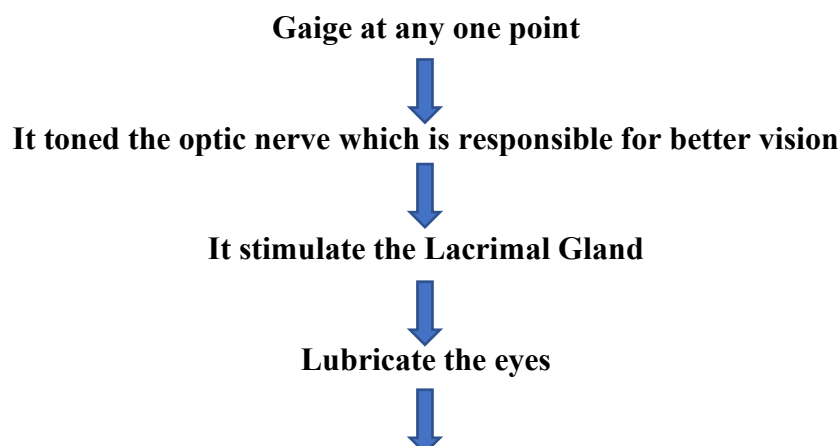 Gaige at any one point
It toned the optic nerve which is responsible for better vision
It stimulate the Lacrimal Gland
Lubricate the eyes